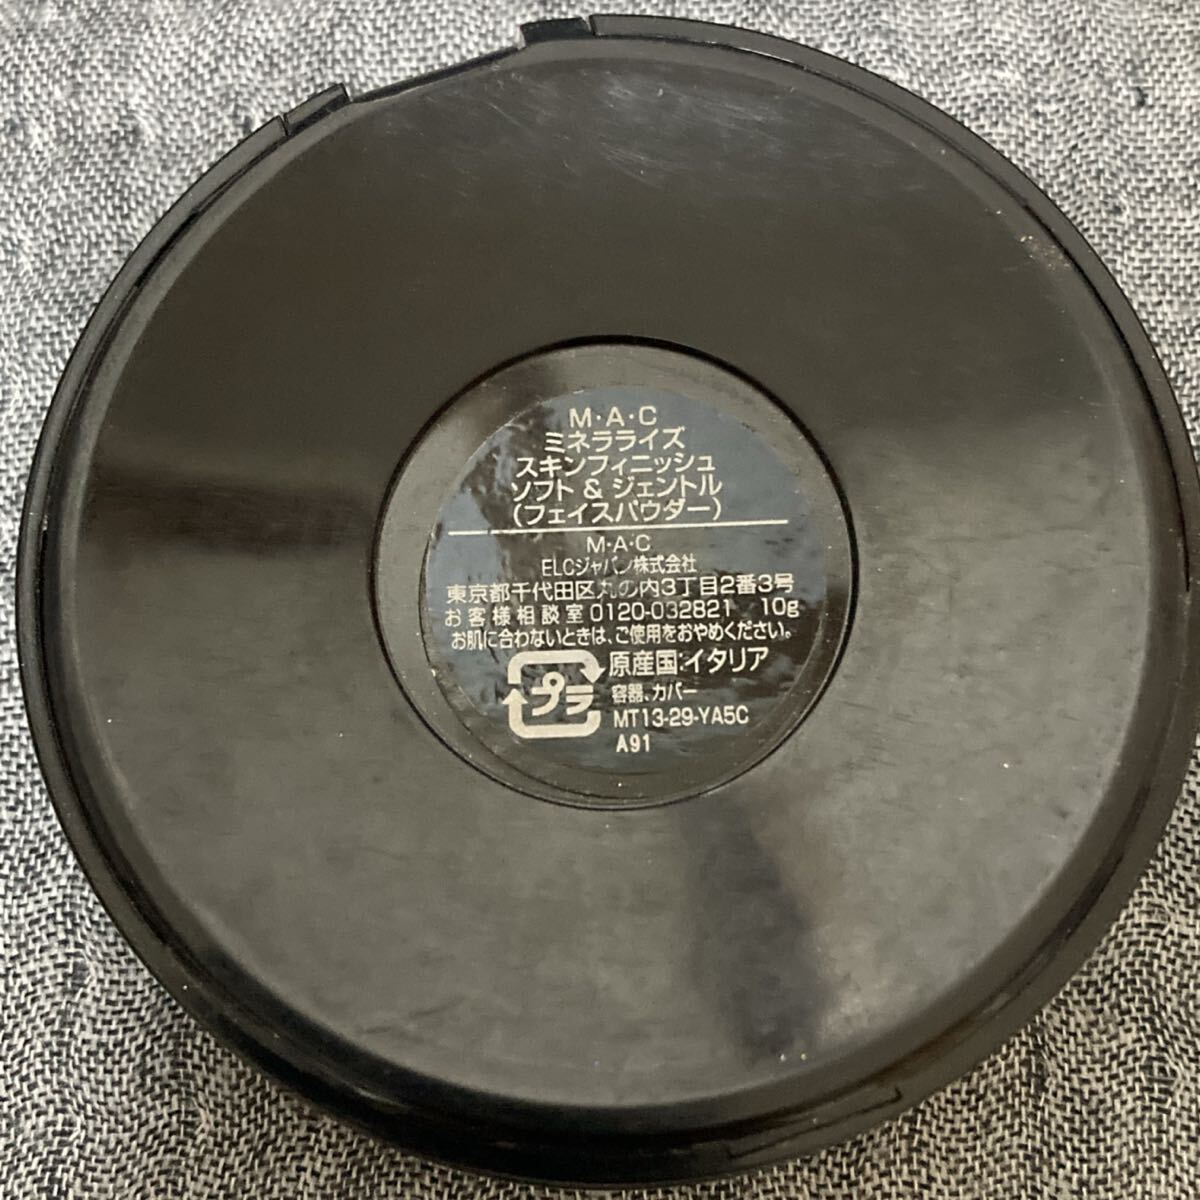 M・A・C
ミネラライズ
スキンフィニッシュ
ソフト & ジェントル
(フェイスパウダー)
M・A・C
ELCジャパン株式会社
東京都千代田区丸の内3丁目2番3号
お客様相談室0120-032821 10g
お肌に合わないときは、ご使用をおやめください。
プラ 原産国:イタリア
容器、カバー
MT13-29-YA5C
A91